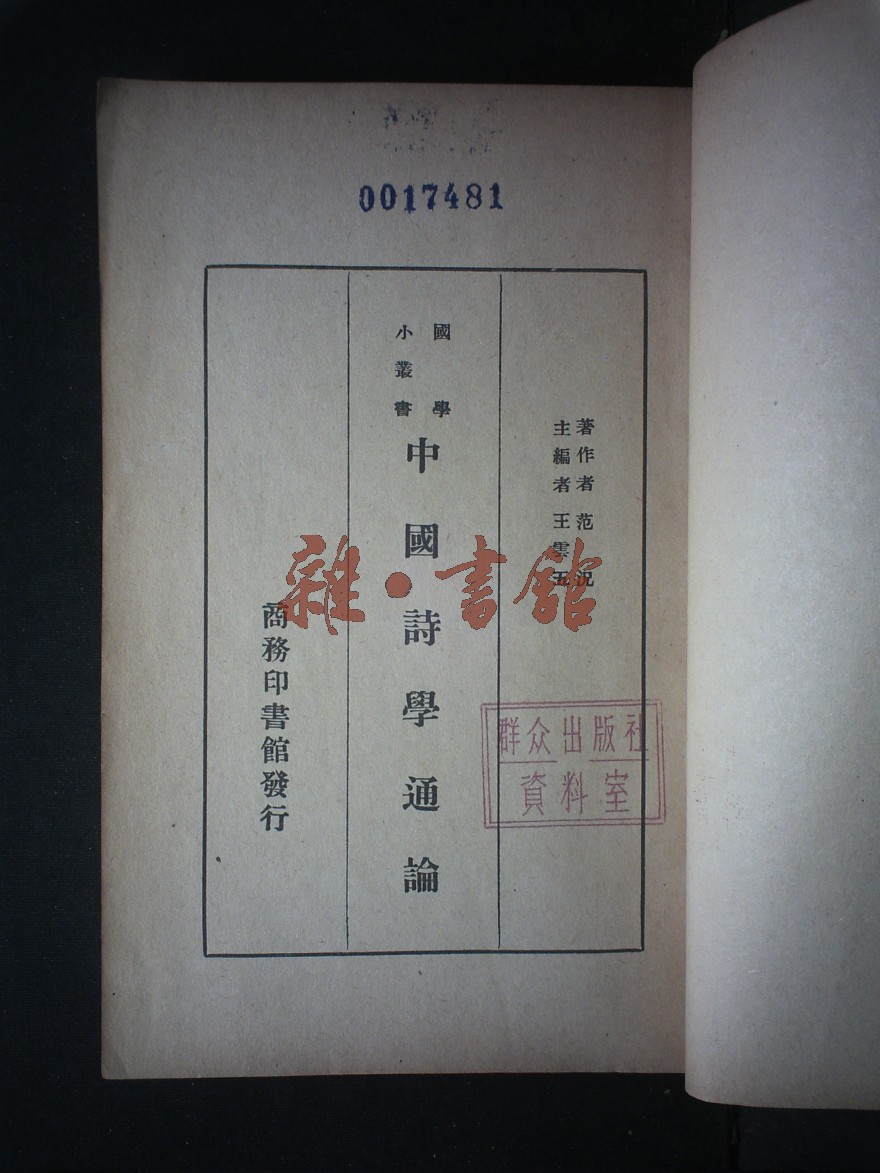 0017481
著作者 范況
主編者 王雲五
國學
小叢書
中國詩學通論
商務印書館發行
雜·書館
群众出版社
資料室